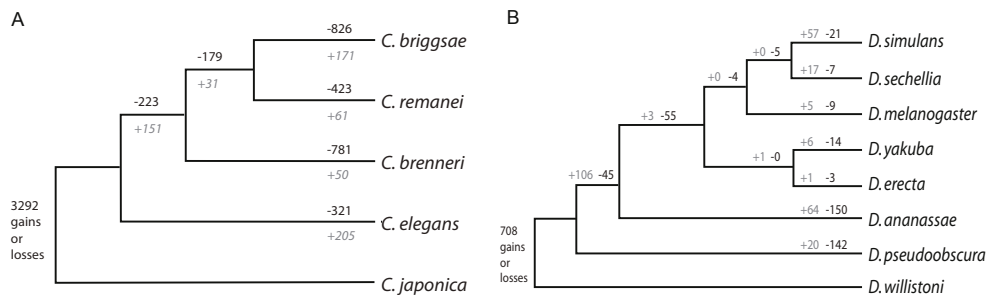 A
-826
C. briggsae
+171
-179
+31
-423
C. remanei
+61
-223
+151
-781
C. brenneri
+50
-321
C. elegans
+205
3292
gains
or
losses
C. japonica
B
+57 -21
D. simulans
+0 -5
+17 -7
D. sechellia
+0 -4
+5 -9
D. melanogaster
+3 -55
+6 -14
D. yakuba
+1 -0
+1 -3
D. erecta
+106 -45
+64 -150
D. ananassae
+20 -142
D. pseudoobscura
708
gains
or
losses
D. willistoni